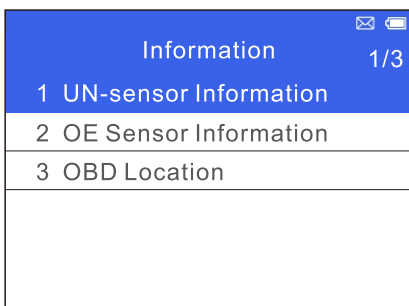 Information
1/3
1 UN-sensor Information
2 OE Sensor Information
3 OBD Location